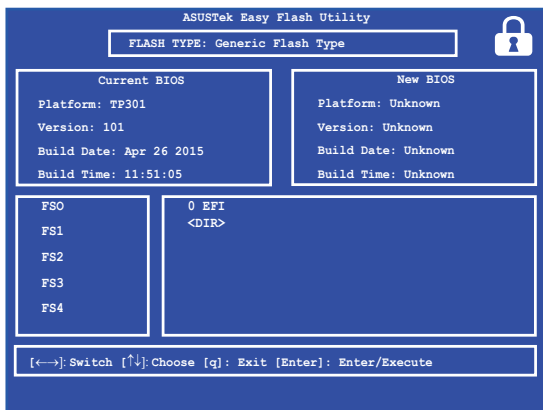 ASUSTek Easy Flash Utility
FLASH TYPE: Generic Flash Type
Current BIOS
Platform: TP301
Version: 101
Build Date: Apr 26 2015
Build Time: 11:51:05
New BIOS
Platform: Unknown
Version: Unknown
Build Date: Unknown
Build Time: Unknown
FSO
FS1
FS2
FS3
FS4
0 EFI
<DIR>
[←→]: Switch [↑↓]: Choose [q]: Exit [Enter]: Enter/Execute